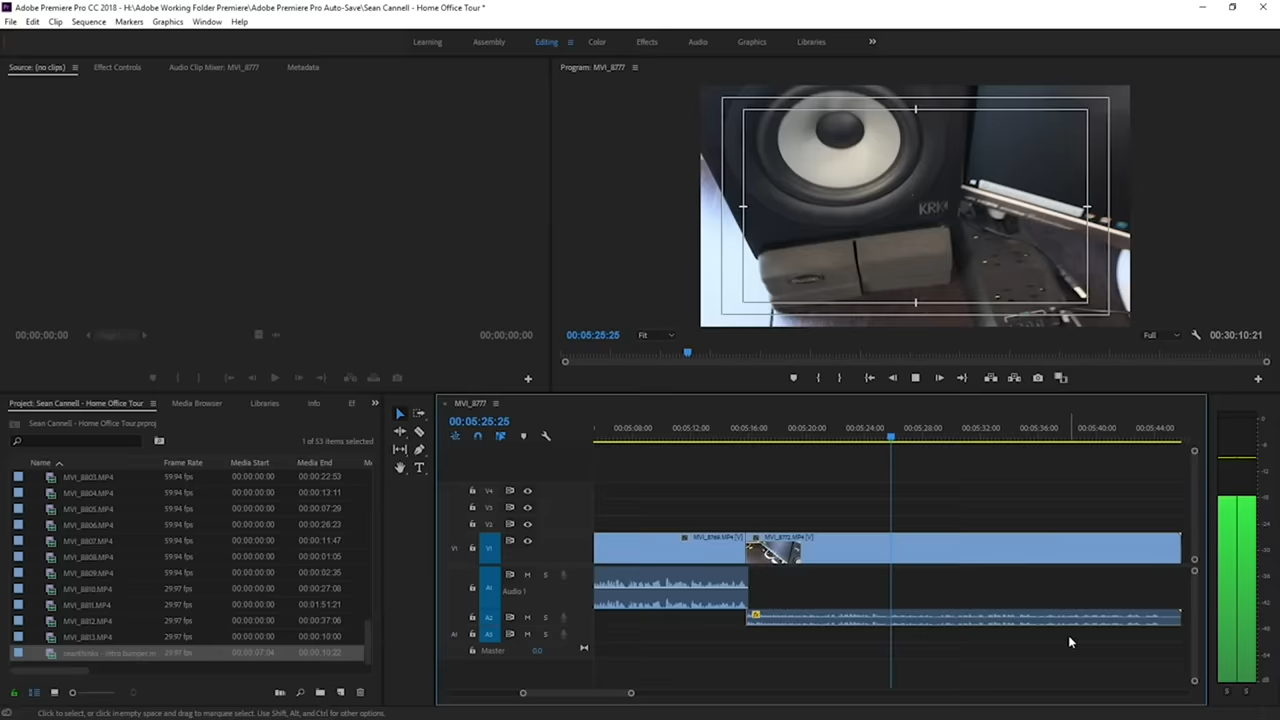 Adobe Premiere Pro CC 2018 - H:\Adobe Working Folder Premiere\Adobe Premiere Pro Auto-Save\Sean Cannell - Home Office Tour *
File Edit Clip Sequence Markers Graphics Window Help
Learning Assembly Editing Color Effects Audio Graphics Libraries
Source: (no clips) Effect Controls Audio Clip Mixer: MVI_8777 Metadata
Program: MVI_8777
KRK
00;00;00;00 00;00;00;00
00:05:25:25 Fit Full 00:30:10:21
Project: Sean Cannell - Home Office Tour Media Browser Libraries Info Ef
Sean Cannell - Home Office Tour.prproj
1 of 53 items selected
Name Frame Rate Media Start Media End
MVI_8803.MP4 59.94 fps 00:00:00:00 00:00:22:53
MVI_8804.MP4 59.94 fps 00:00:00:00 00:00:13:11
MVI_8805.MP4 59.94 fps 00:00:00:00 00:00:07:29
MVI_8806.MP4 59.94 fps 00:00:00:00 00:00:26:23
MVI_8807.MP4 59.94 fps 00:00:00:00 00:00:11:47
MVI_8808.MP4 59.94 fps 00:00:00:00 00:00:01:05
MVI_8809.MP4 59.94 fps 00:00:00:00 00:00:02:35
MVI_8810.MP4 29.97 fps 00:00:00:00 00:00:27:08
MVI_8811.MP4 29.97 fps 00:00:00:00 00:01:51:21
MVI_8812.MP4 29.97 fps 00:00:00:00 00:00:37:06
MVI_8813.MP4 29.97 fps 00:00:00:00 00:00:10:00
seanthinks - intro bumper.m 29.97 fps 00:00:07:04 00:00:10:22
MVI_8777
00:05:25:25
00:05:08:00 00:05:12:00 00:05:16:00 00:05:20:00 00:05:24:00 00:05:28:00 00:05:32:00 00:05:36:00 00:05:40:00 00:05:44:00
V4
V3
V2
V1 V1 MVI_8772.MP4 [V]
A1 M S
Audio 1
A2 M S
A1 A3 M S
Master 0.0
S S
Click to select, or click in empty space and drag to marquee select. Use Shift, Alt, and Ctrl for other options.